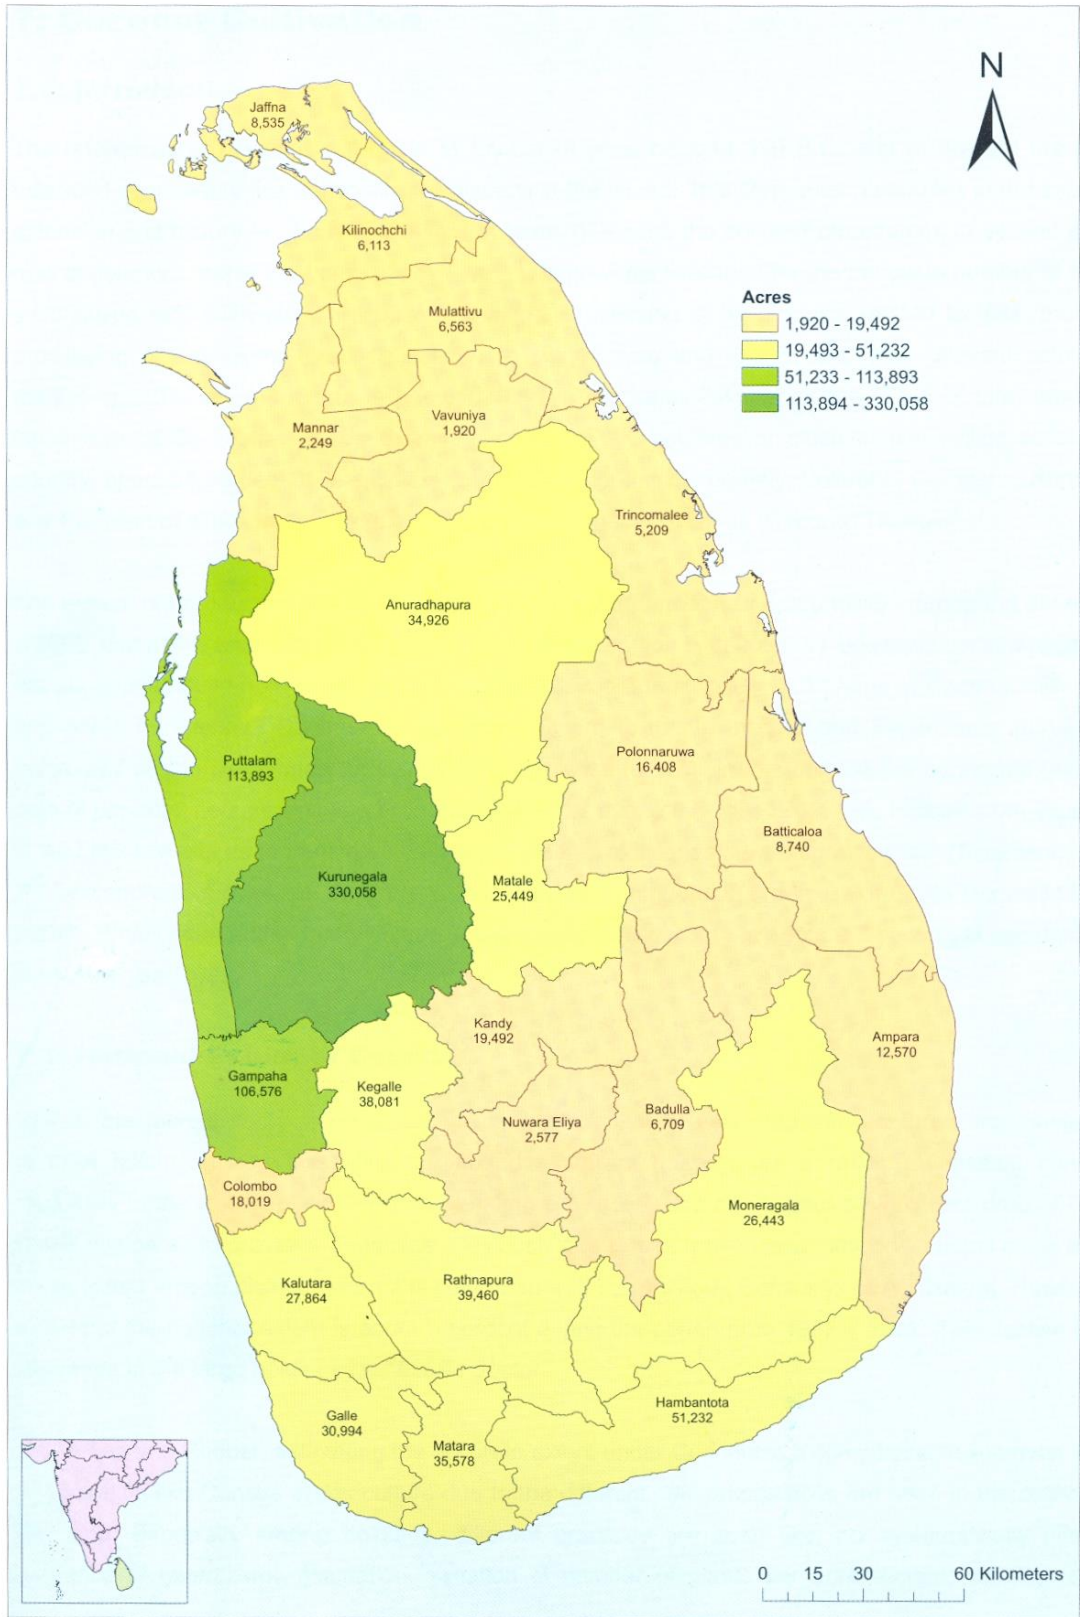 N
Jaffna
8,535
Kilinochchi
6,113
Mulattivu
6,563
Acres
1,920 - 19,492
19,493 - 51,232
51,233 - 113,893
113,894 - 330,058
Vavuniya
1,920
Mannar
2,249
Trincomalee
5,209
Anuradhapura
34,926
Polonnaruwa
16,408
Puttalam
113,893
Batticaloa
8,740
Kurunegala
330,058
Matale
25,449
Kandy
19,492
Ampara
12,570
Gampaha
106,576
Kegalle
38,081
Badulla
6,709
Nuwara Eliya
2,577
Colombo
18,019
Moneragala
26,443
Kalutara
27,864
Rathnapura
39,460
Hambantota
51,232
Galle
30,994
Matara
35,578
0 15 30 60 Kilometers